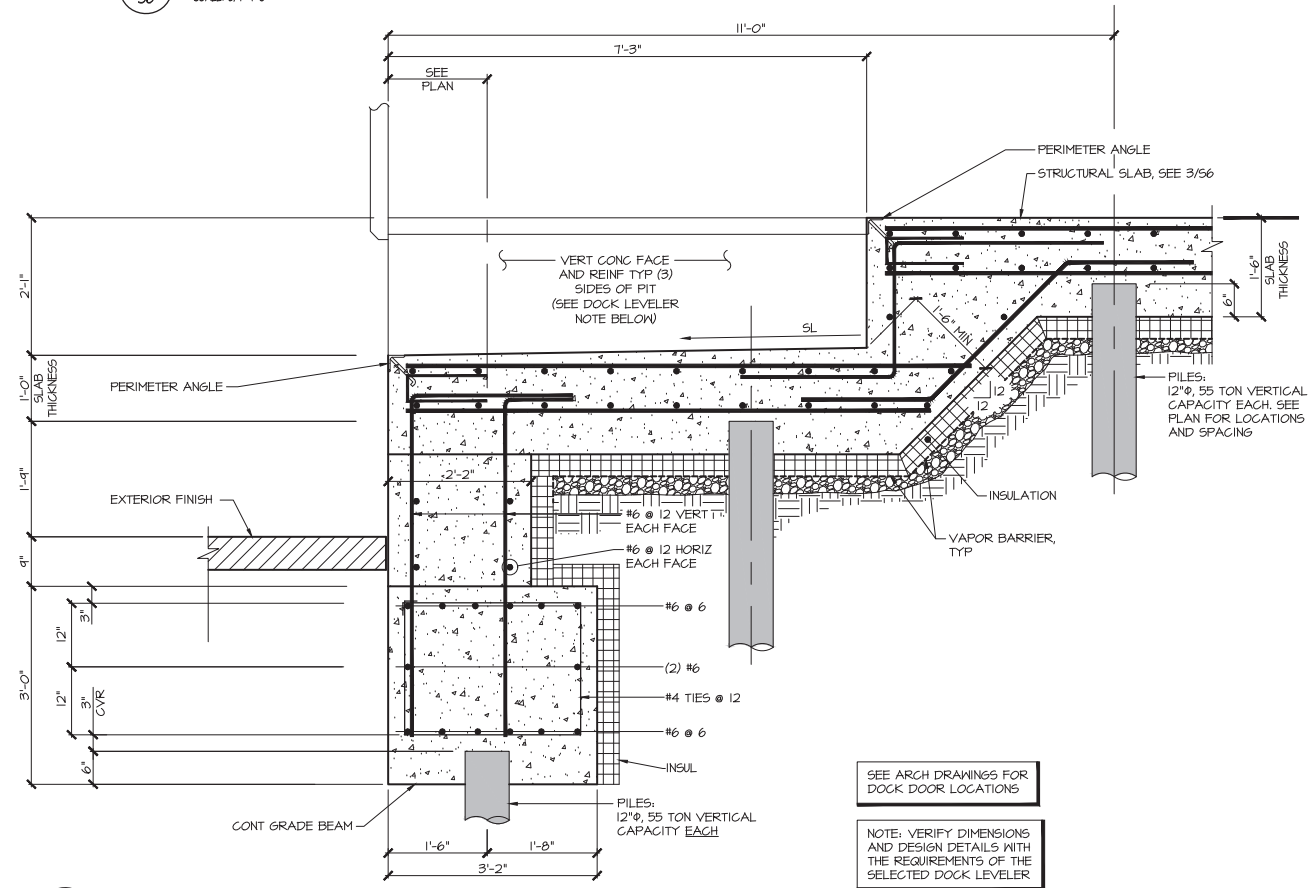 S6
11'-0"
7'-3"
SEE
PLAN
PERIMETER ANGLE
STRUCTURAL SLAB, SEE 3/S6
VERT CONC FACE
AND REINF TYP (3)
SIDES OF PIT
(SEE DOCK LEVELER
NOTE BELOW)
2'-1"
1'-6"
SLAB
THICKNESS
6"
1'-6" MIN
SL
1'-0"
SLAB
THICKNESS
PERIMETER ANGLE
12
12
PILES:
12"Φ, 55 TON VERTICAL
CAPACITY EACH. SEE
PLAN FOR LOCATIONS
AND SPACING
1'-9"
2'-2"
EXTERIOR FINISH
INSULATION
#6 @ 12 VERT
EACH FACE
VAPOR BARRIER,
TYP
#6 @ 12 HORIZ
EACH FACE
9"
3"
#6 @ 6
12"
3'-0"
(2) #6
12"
3"
CVR
#4 TIES @ 12
#6 @ 6
6"
INSUL
CONT GRADE BEAM
PILES:
12"Φ, 55 TON VERTICAL
CAPACITY EACH
1'-6"
1'-8"
3'-2"
SEE ARCH DRAWINGS FOR
DOCK DOOR LOCATIONS
NOTE: VERIFY DIMENSIONS
AND DESIGN DETAILS WITH
THE REQUIREMENTS OF THE
SELECTED DOCK LEVELER